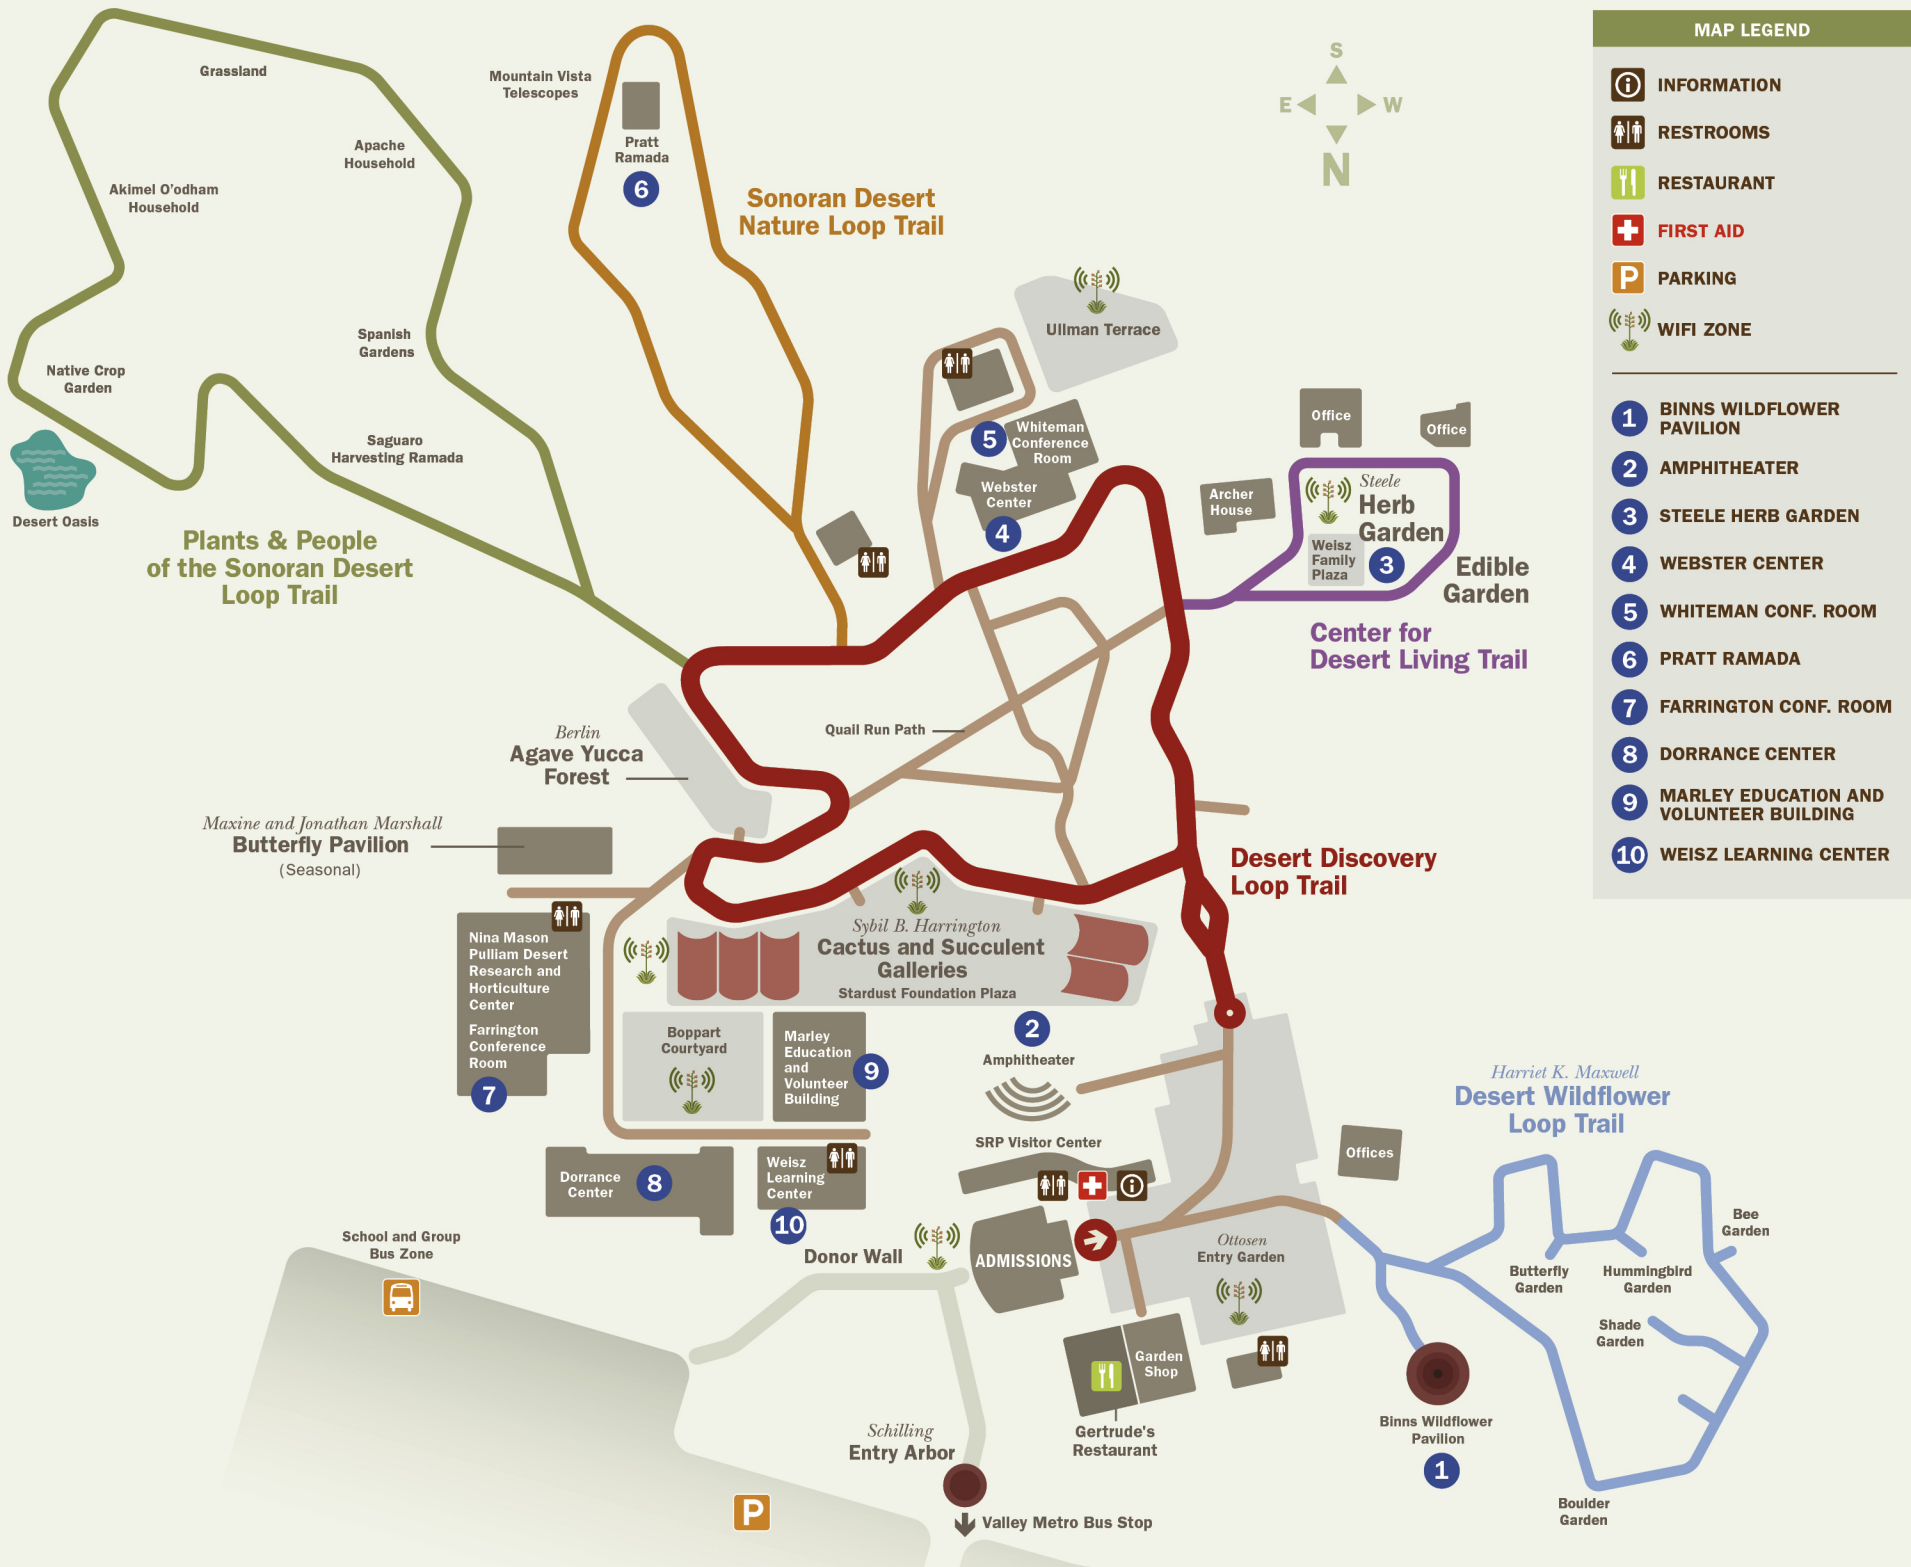 Grassland
Apache
Household
Akimel O'odham
Household
Native Crop
Garden
Spanish
Gardens
Saguaro
Harvesting Ramada
Desert Oasis
Plants & People
of the Sonoran Desert
Loop Trail
Mountain Vista
Telescopes
Pratt
Ramada
6
Sonoran Desert
Nature Loop Trail
S
E W
N
Ullman Terrace
5
Whiteman
Conference
Room
Webster
Center
4
Office
Office
Archer
House
Steele
Herb
Garden
Weisz
Family
Plaza
3
Edible
Garden
Center for
Desert Living Trail
Quail Run Path
Berlin
Agave Yucca
Forest
Maxine and Jonathan Marshall
Butterfly Pavilion
(Seasonal)
Desert Discovery
Loop Trail
Nina Mason
Pulliam Desert
Research and
Horticulture
Center
Farrington
Conference
Room
7
Sybil B. Harrington
Cactus and Succulent
Galleries
Stardust Foundation Plaza
Boppart
Courtyard
Marley
Education
and
Volunteer
Building
9
2
Amphitheater
SRP Visitor Center
Dorrance
Center
8
Weisz
Learning
Center
10
Donor Wall
ADMISSIONS
Ottosen
Entry Garden
Offices
Harriet K. Maxwell
Desert Wildflower
Loop Trail
Bee
Garden
Butterfly
Garden
Hummingbird
Garden
Shade
Garden
Boulder
Garden
Binns Wildflower
Pavilion
1
Garden
Shop
Gertrude's
Restaurant
School and Group
Bus Zone
P
Schilling
Entry Arbor
Valley Metro Bus Stop
MAP LEGEND
INFORMATION
RESTROOMS
RESTAURANT
FIRST AID
P PARKING
WIFI ZONE
1 BINNS WILDFLOWER
PAVILION
2 AMPHITHEATER
3 STEELE HERB GARDEN
4 WEBSTER CENTER
5 WHITEMAN CONF. ROOM
6 PRATT RAMADA
7 FARRINGTON CONF. ROOM
8 DORRANCE CENTER
9 MARLEY EDUCATION AND
VOLUNTEER BUILDING
10 WEISZ LEARNING CENTER